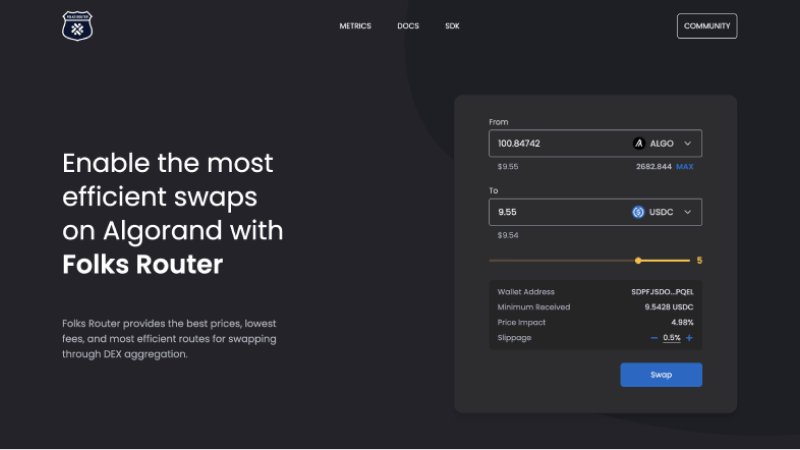 FOLKS ROUTER
METRICS
DOCS
SDK
COMMUNITY
Enable the most
efficient swaps
on Algorand with
Folks Router
Folks Router provides the best prices, lowest
fees, and most efficient routes for swapping
through DEX aggregation.
From
100.84742 ALGO
$9.55 2682.844 MAX
To
9.55 USDC
$9.54
5
Wallet Address SDPFJSDO...PQEL
Minimum Received 9.5428 USDC
Price Impact 4.98%
Slippage − 0.5% +
Swap